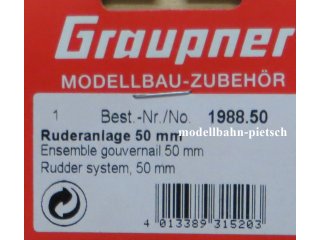 Graupner
MODELLBAU-ZUBEHÖR
1 Best.-Nr./No. 1988.50
Ruderanlage 50 mm
modellbahn-pietsch
Ensemble gouvernail 50 mm
Rudder system, 50 mm
4 013389 315203